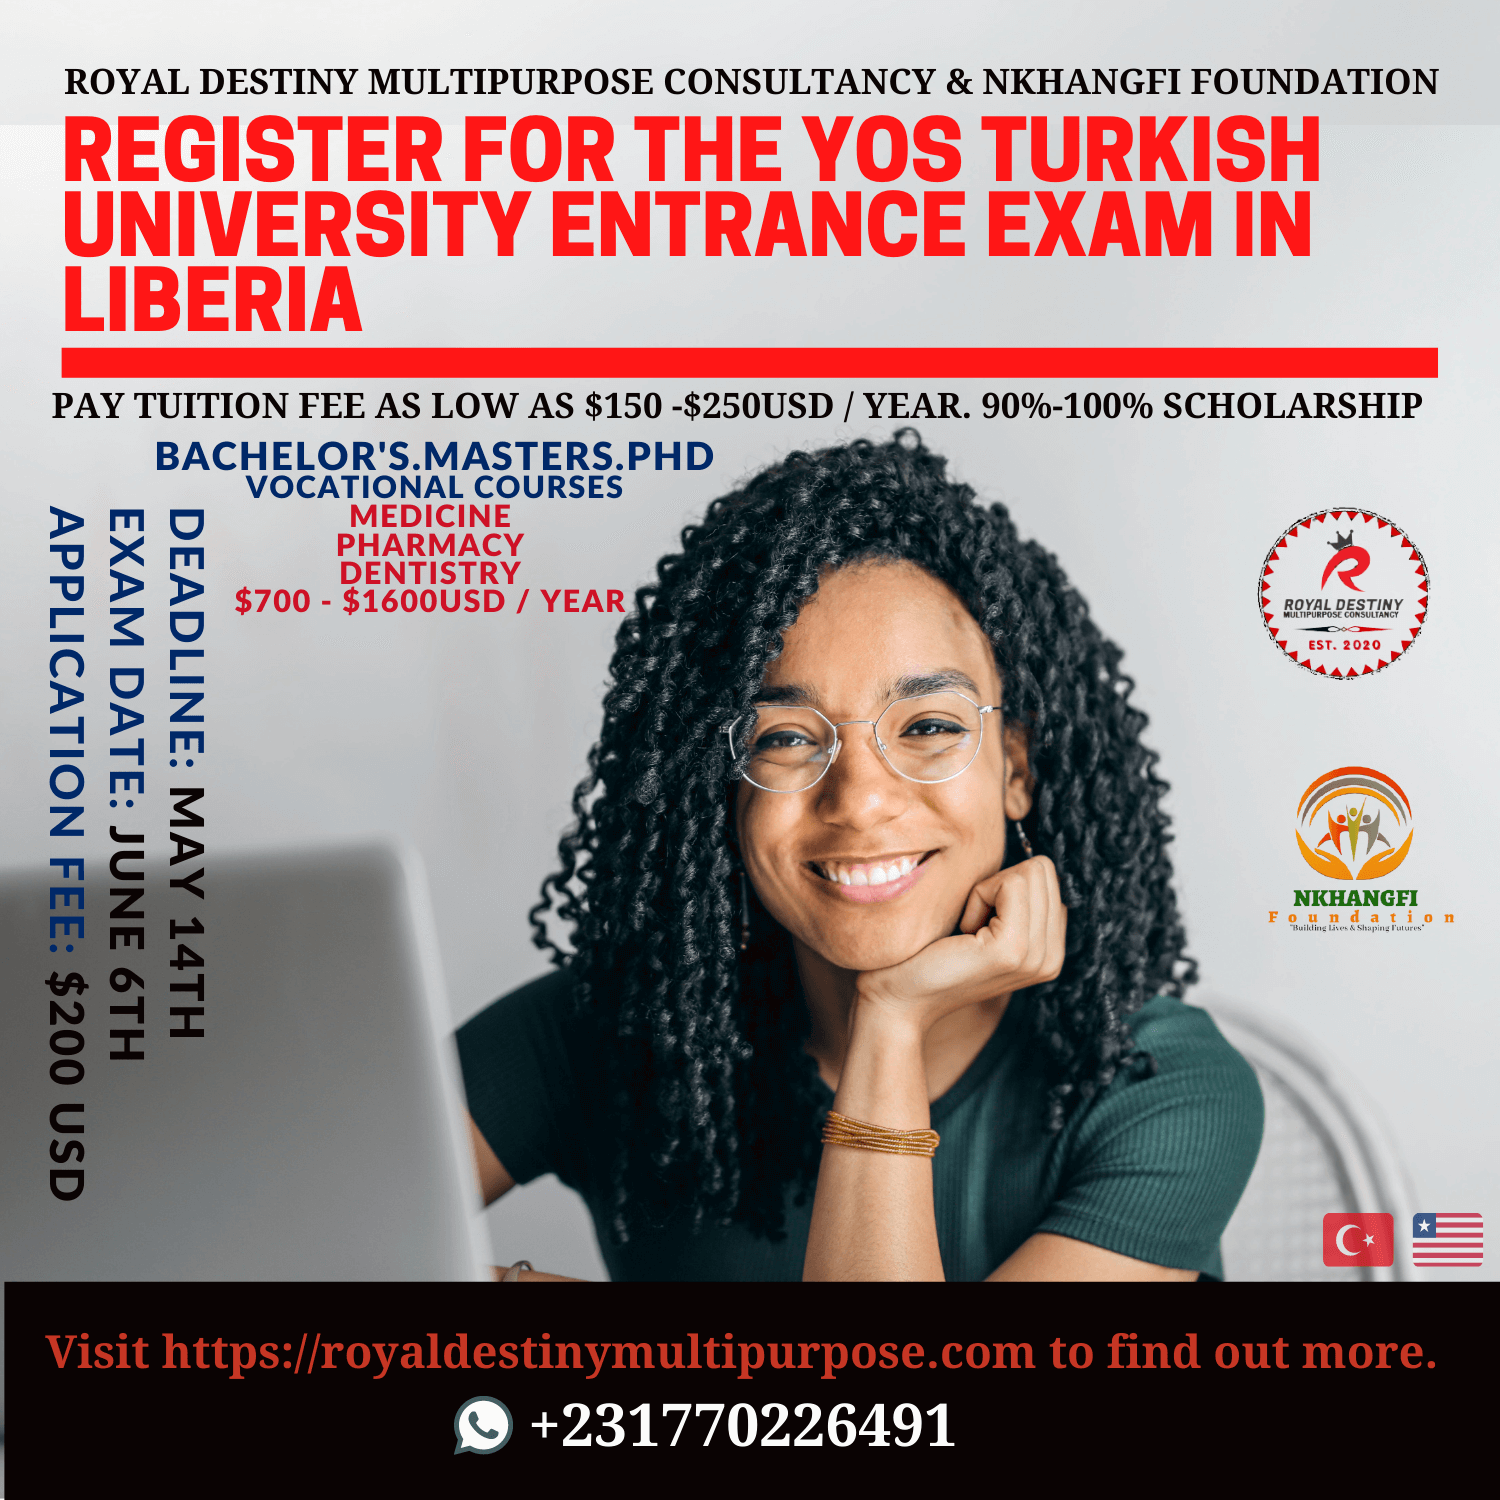 ROYAL DESTINY MULTIPURPOSE CONSULTANCY & NKHANGFI FOUNDATION
REGISTER FOR THE YOS TURKISH
UNIVERSITY ENTRANCE EXAM IN
LIBERIA
PAY TUITION FEE AS LOW AS $150 -$250USD / YEAR. 90%-100% SCHOLARSHIP
BACHELOR'S.MASTERS.PHD
VOCATIONAL COURSES
MEDICINE
PHARMACY
DENTISTRY
$700 - $1600USD / YEAR
DEADLINE: MAY 14TH
EXAM DATE: JUNE 6TH
APPLICATION FEE: $200 USD
R
ROYAL DESTINY
MULTIPURPOSE CONSULTANCY
EST. 2020
NKHANGFI
Foundation
"Building Lives & Shaping Futures"
Visit https://royaldestinymultipurpose.com to find out more.
+231770226491